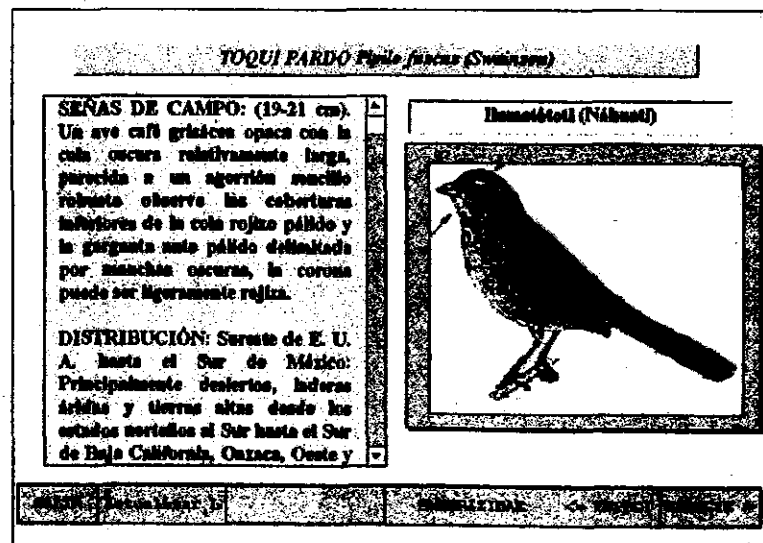 TOQUI PARDO Pipilo fuscus (Swainson)
SEÑAS DE CAMPO: (19-21 cm).
Un ave café grisácea opaca con la
cola oscura relativamente larga,
parecida a un agorrión sencillo
robusto observe las coberturas
inferiores de la cola rojizo pálido y
la garganta ante pálido delimitada
por manchas oscuras, la corona
puede ser ligeramente rojiza.
DISTRIBUCIÓN: Sureste de E. U.
A. hasta el Sur de México:
Principalmente desiertos, laderas
áridas y tierras altas desde los
estados norteños al Sur hasta el Sur
de Baja California, Oaxaca, Oeste y
(Náhuatl)